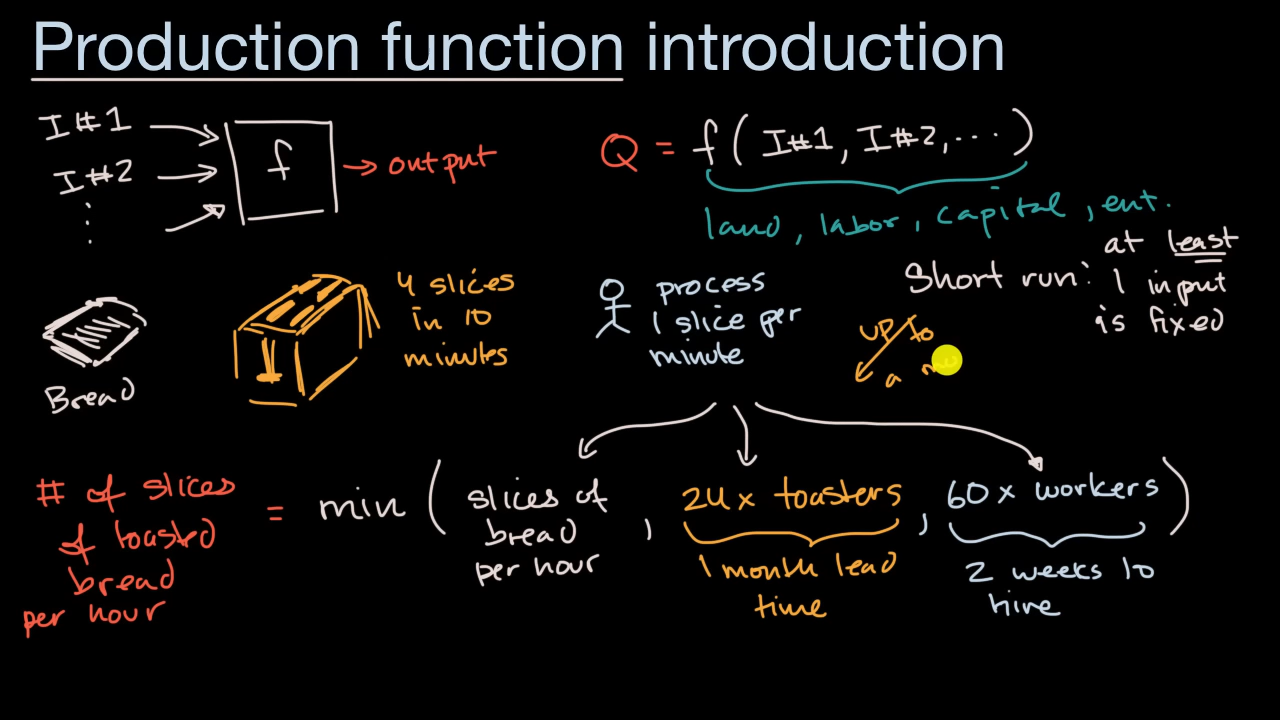 Production function introduction
I#1
I#2
f
→ output
Q = f(I#1, I#2, ...)
land, labor, capital, ent.
Short run: at least
1 input
is fixed
Bread
4 slices
in 10
minutes
process
1 slice per
minute
up to
a
# of slices
of toasted
bread
per hour
= min (
slices of
bread
per hour
,
24 x toasters
1 month lead
time
,
60 x workers
2 weeks to
hire
)